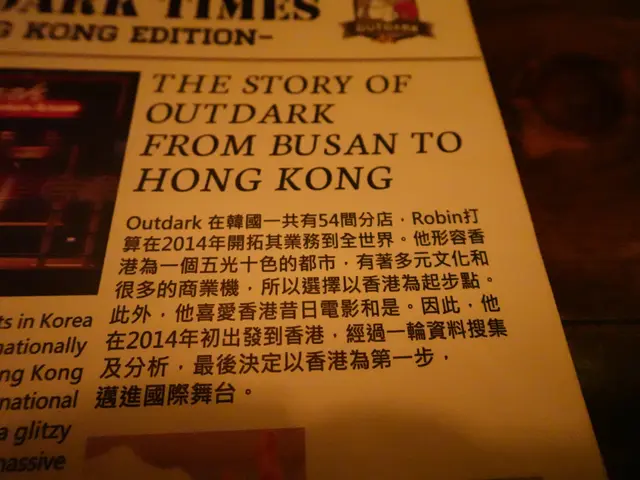 DARK TIMES
G KONG EDITION-
OUTDARK
THE STORY OF
OUTDARK
FROM BUSAN TO
HONG KONG
Outdark 在韓國一共有54間分店，Robin打
算在2014年開拓其業務到全世界。他形容香
港為一個五光十色的都市，有著多元文化和
很多的商業機，所以選擇以香港為起步點。
此外，他喜愛香港昔日電影和是。因此，他
在2014年初出發到香港，經過一輪資料搜集
及分析，最後決定以香港為第一步，
邁進國際舞台。
ts in Korea
nationally
ng Kong
national
a glitzy
massive